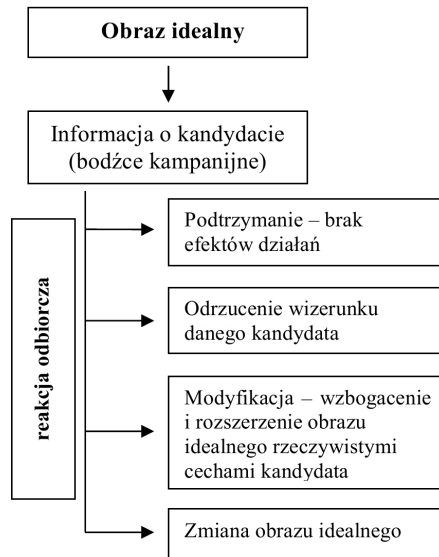 Obraz idealny
Informacja o kandydacie
(bodźce kampanijne)
reakcja odbiorcza
Podtrzymanie – brak
efektów działań
Odrzucenie wizerunku
danego kandydata
Modyfikacja – wzbogacenie
i rozszerzenie obrazu
idealnego rzeczywistymi
cechami kandydata
Zmiana obrazu idealnego